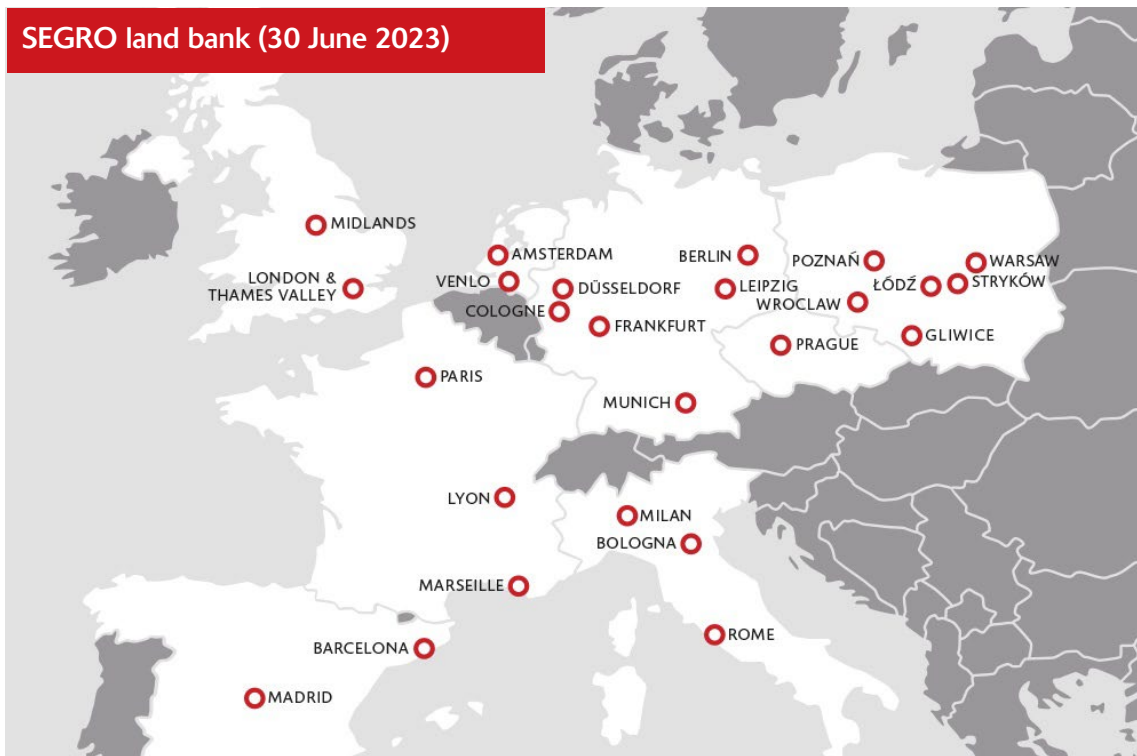 SEGRO land bank (30 June 2023)
MIDLANDS
LONDON &
THAMES VALLEY
AMSTERDAM
VENLO
DÜSSELDORF
COLOGNE
FRANKFURT
BERLIN
LEIPZIG
POZNAŃ
WARSAW
ŁÓDŹ
STRYKÓW
WROCLAW
GLIWICE
PRAGUE
PARIS
MUNICH
LYON
MILAN
BOLOGNA
MARSEILLE
ROME
BARCELONA
MADRID